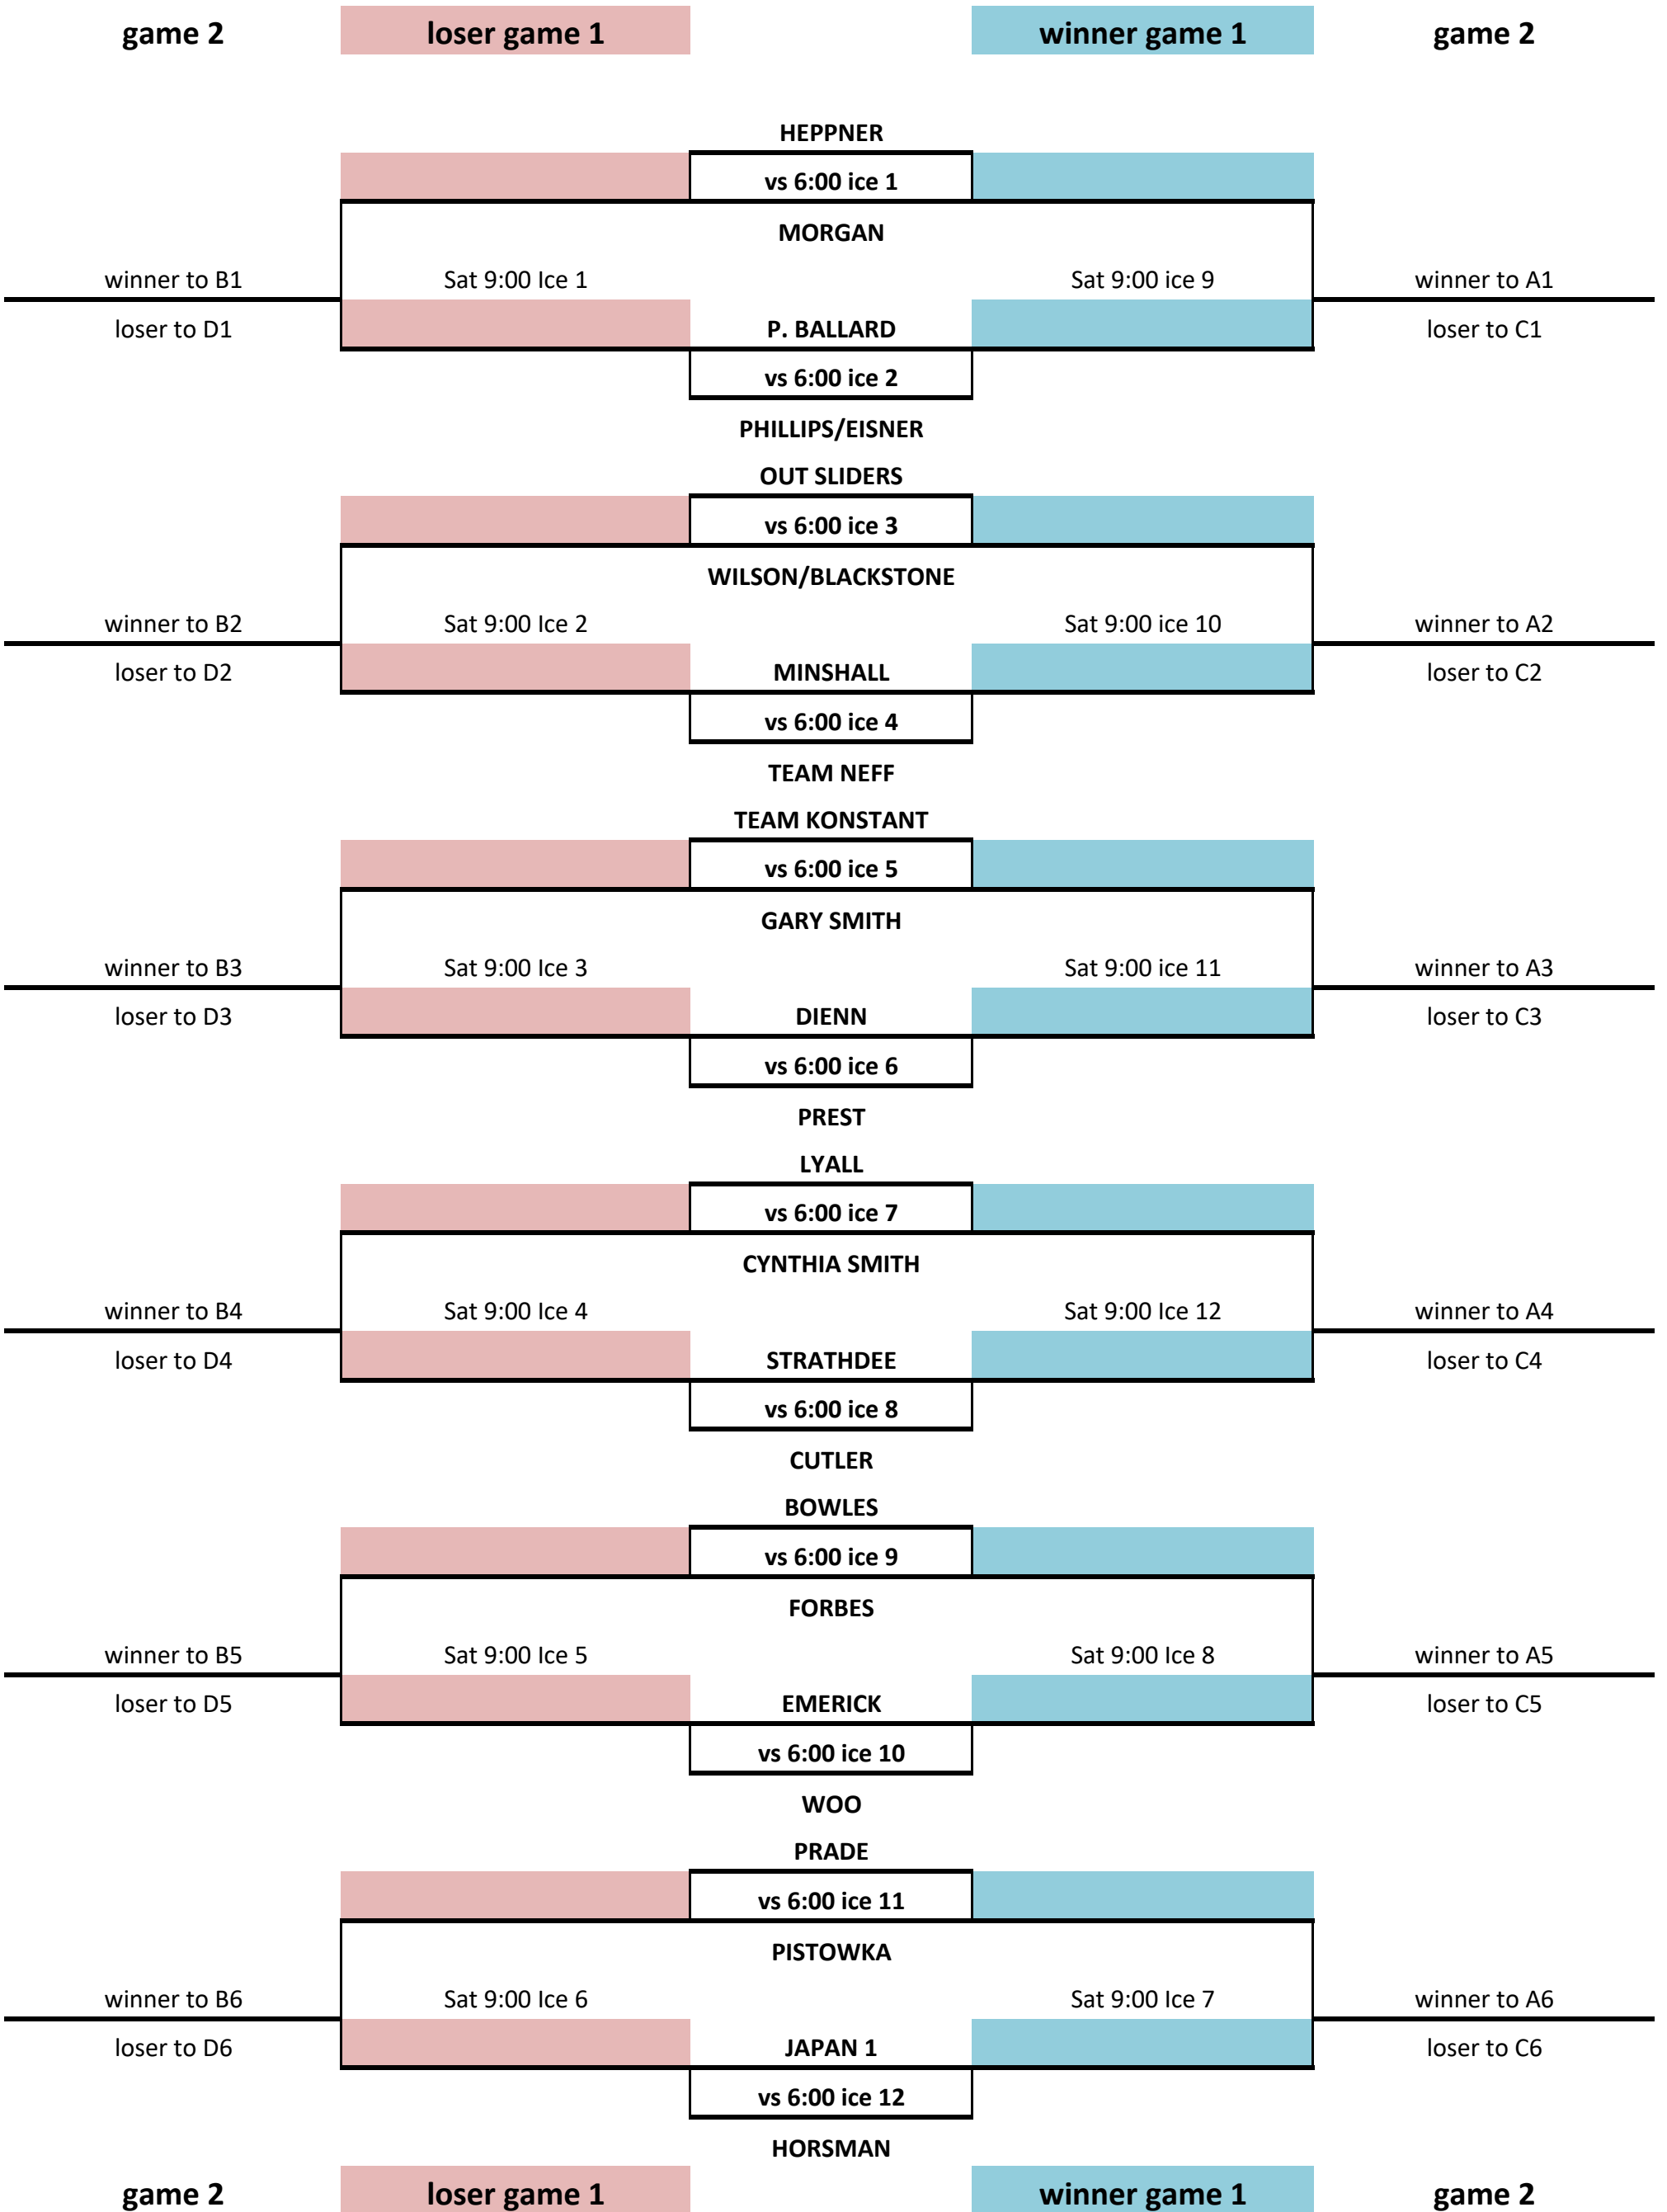 game 2 loser game 1 winner game 1 game 2
HEPPNER
vs 6:00 ice 1
MORGAN
winner to B1 Sat 9:00 Ice 1 Sat 9:00 ice 9 winner to A1
loser to D1 P. BALLARD loser to C1
vs 6:00 ice 2
PHILLIPS/EISNER
OUT SLIDERS
vs 6:00 ice 3
WILSON/BLACKSTONE
winner to B2 Sat 9:00 Ice 2 Sat 9:00 ice 10 winner to A2
loser to D2 MINSHALL loser to C2
vs 6:00 ice 4
TEAM NEFF
TEAM KONSTANT
vs 6:00 ice 5
GARY SMITH
winner to B3 Sat 9:00 Ice 3 Sat 9:00 ice 11 winner to A3
loser to D3 DIENN loser to C3
vs 6:00 ice 6
PREST
LYALL
vs 6:00 ice 7
CYNTHIA SMITH
winner to B4 Sat 9:00 Ice 4 Sat 9:00 Ice 12 winner to A4
loser to D4 STRATHDEE loser to C4
vs 6:00 ice 8
CUTLER
BOWLES
vs 6:00 ice 9
FORBES
winner to B5 Sat 9:00 Ice 5 Sat 9:00 Ice 8 winner to A5
loser to D5 EMERICK loser to C5
vs 6:00 ice 10
WOO
PRADE
vs 6:00 ice 11
PISTOWKA
winner to B6 Sat 9:00 Ice 6 Sat 9:00 Ice 7 winner to A6
loser to D6 JAPAN 1 loser to C6
vs 6:00 ice 12
HORSMAN
game 2 loser game 1 winner game 1 game 2